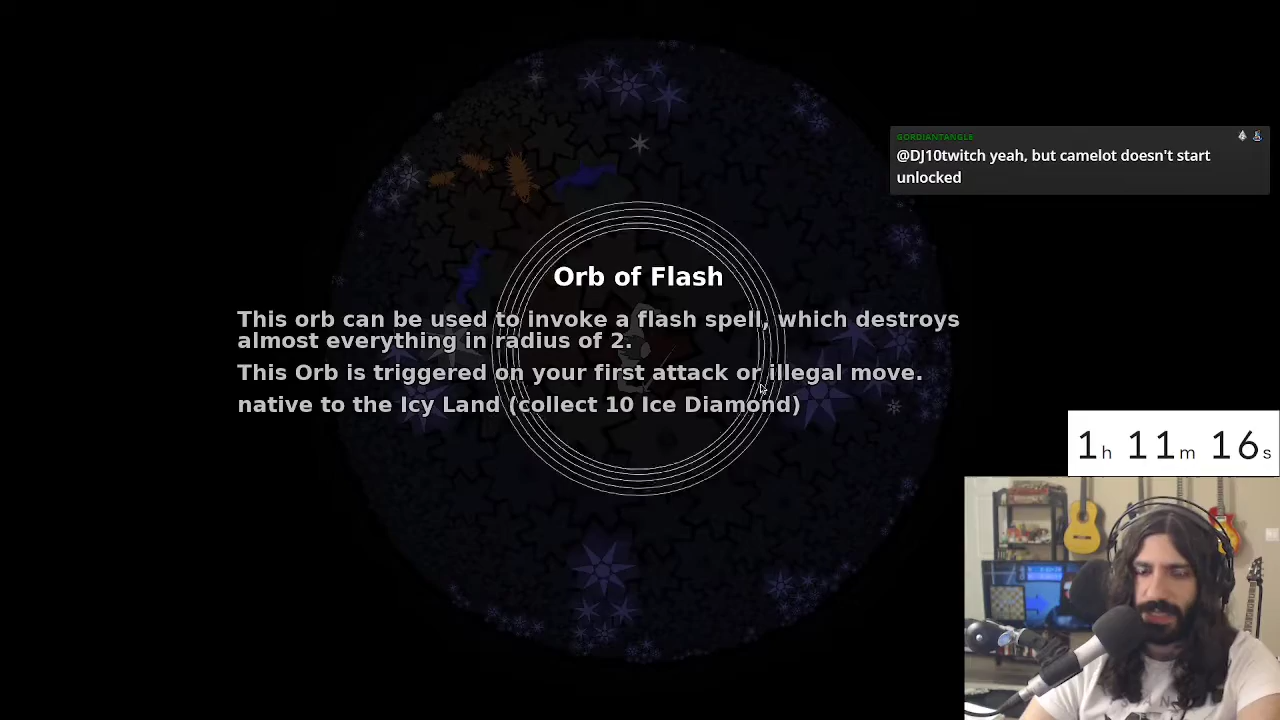 GORDIANTANGLE
@DJ10twitch yeah, but camelot doesn't start
unlocked
Orb of Flash
This orb can be used to invoke a flash spell, which destroys
almost everything in radius of 2.
This Orb is triggered on your first attack or illegal move.
native to the Icy Land (collect 10 Ice Diamond)
1h 11m 16s